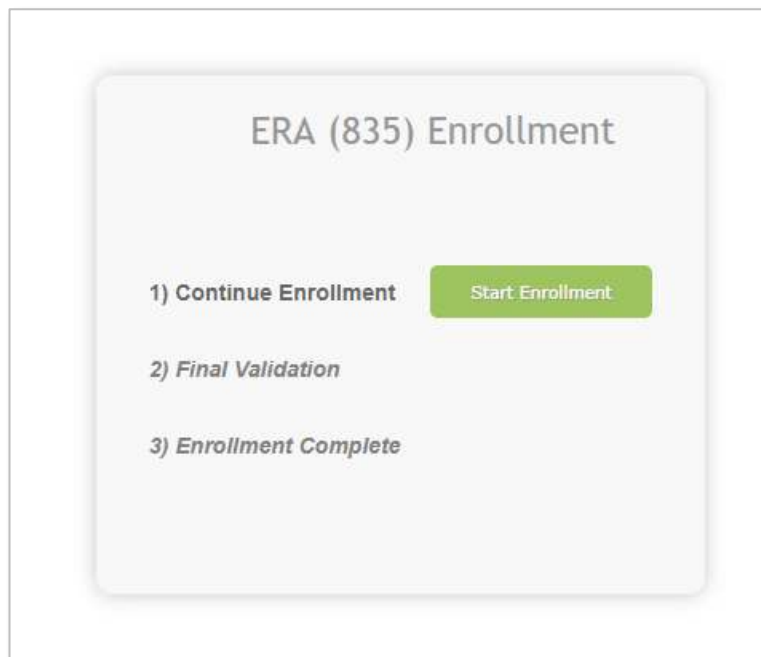 ERA (835) Enrollment
1) Continue Enrollment
Start Enrollment
2) Final Validation
3) Enrollment Complete